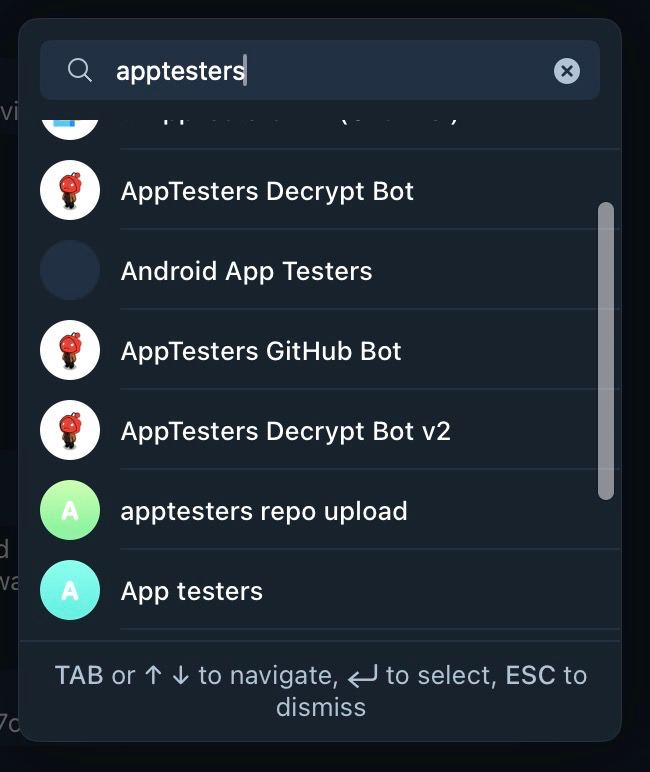 apptesters
AppTesters Decrypt Bot
Android App Testers
AppTesters GitHub Bot
AppTesters Decrypt Bot v2
A apptesters repo upload
A App testers
TAB or ↑ ↓ to navigate, ↵ to select, ESC to
dismiss